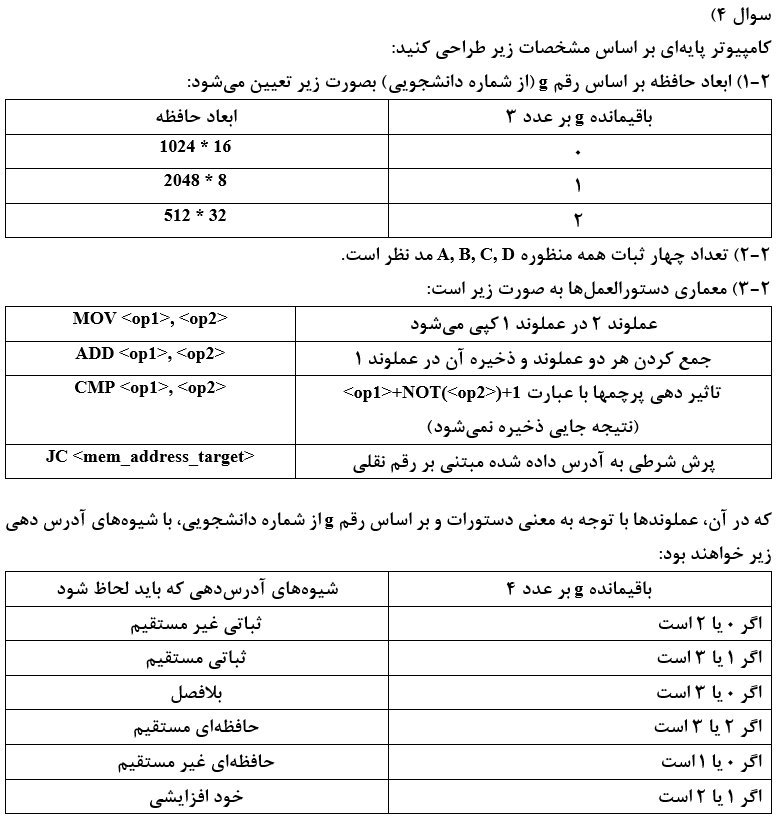 سوال ۴)
کامپیوتر پایه‌ای بر اساس مشخصات زیر طراحی کنید:
۲-۱) ابعاد حافظه بر اساس رقم g (از شماره دانشجویی) بصورت زیر تعیین می‌شود:
باقیمانده g بر عدد ۳ ابعاد حافظه
۰ 1024 * 16
۱ 2048 * 8
۲ 512 * 32
۲-۲) تعداد چهار ثبات همه منظوره A, B, C, D مد نظر است.
۲-۳) معماری دستورالعمل‌ها به صورت زیر است:
عملوند ۲ در عملوند ۱ کپی می‌شود MOV <op1>, <op2>
جمع کردن هر دو عملوند و ذخیره آن در عملوند ۱ ADD <op1>, <op2>
تاثیر دهی پرچمها با عبارت <op1>+NOT(<op2>)+1 CMP <op1>, <op2>
(نتیجه جایی ذخیره نمی‌شود)
پرش شرطی به آدرس داده شده مبتنی بر رقم نقلی JC <mem_address_target>
که در آن، عملوندها با توجه به معنی دستورات و بر اساس رقم g از شماره دانشجویی، با شیوه‌های آدرس دهی
زیر خواهند بود:
باقیمانده g بر عدد ۴ شیوه‌های آدرس‌دهی که باید لحاظ شود
اگر ۰ یا ۲ است ثباتی غیر مستقیم
اگر ۱ یا ۳ است ثباتی مستقیم
اگر ۰ یا ۳ است بلافصل
اگر ۲ یا ۳ است حافظه‌ای مستقیم
اگر ۰ یا ۱ است حافظه‌ای غیر مستقیم
اگر ۱ یا ۲ است خود افزایشی